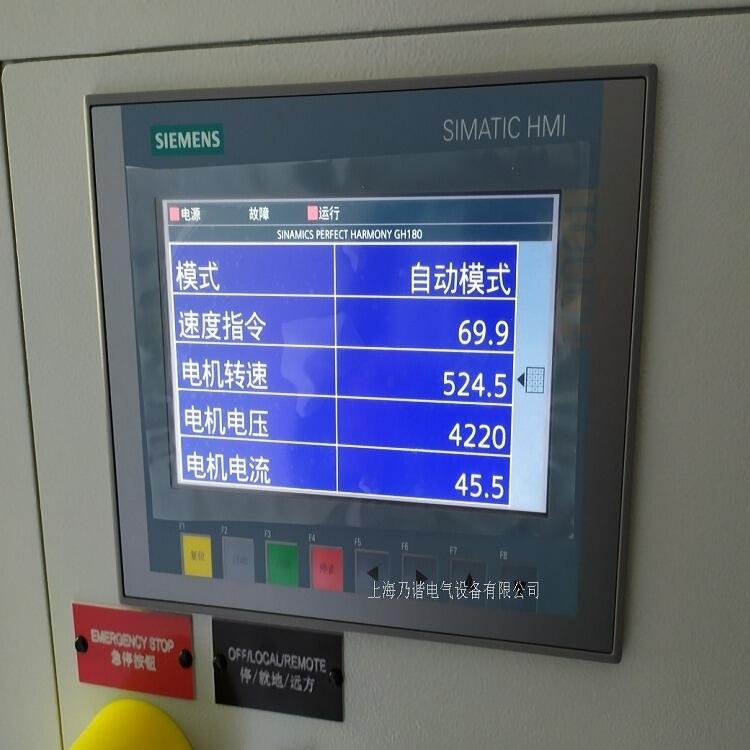 SIEMENS
SIMATIC HMI
TOUCH
电源 故障 运行
SINAMICS PERFECT HARMONY GH180
模式 自动模式
速度指令 69.9
电机转速 524.5
电机电压 4220
电机电流 45.5
F1 F2 F3 F4 F5 F6 F7 F8
复位 停止
上海乃谐电气设备有限公司
EMERGENCY STOP
急停按钮
OFF/LOCAL/REMOTE
停/就地/远方